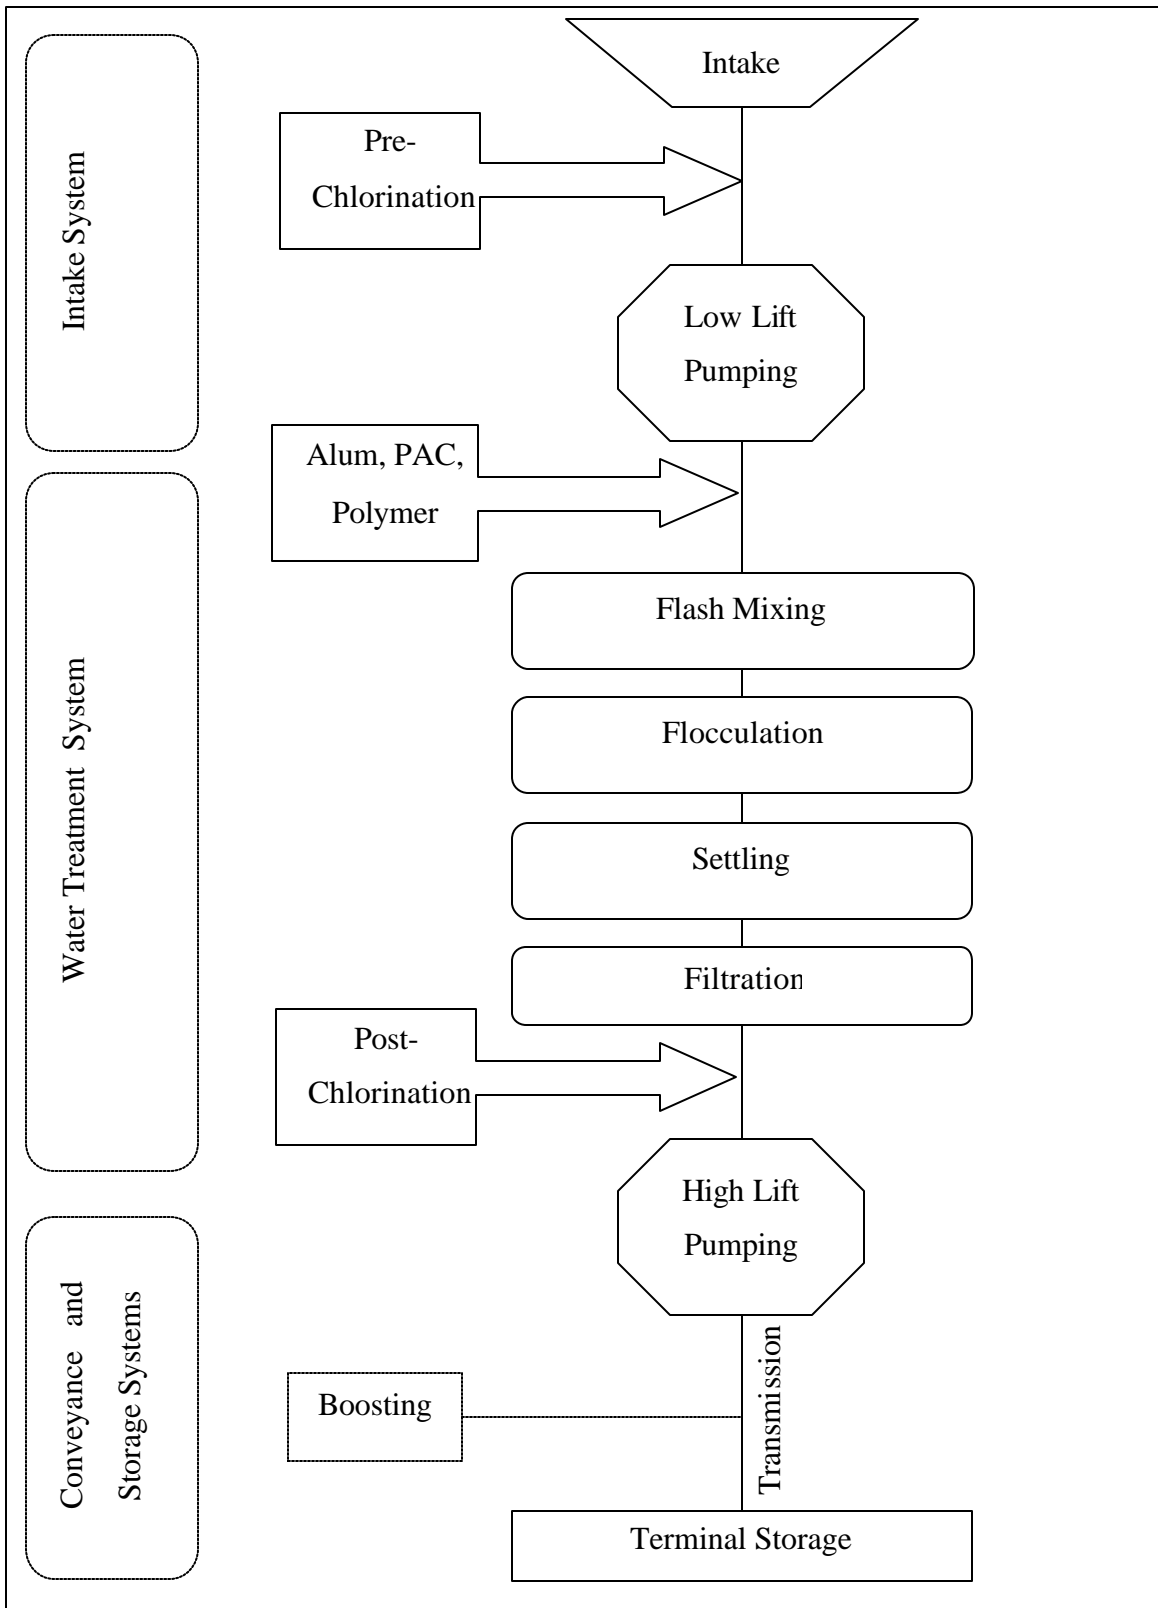 Intake
Pre-
Chlorination
Intake System
Low Lift
Pumping
Alum, PAC,
Polymer
Flash Mixing
Flocculation
Water Treatment System
Settling
Filtration
Post-
Chlorination
High Lift
Pumping
Conveyance and
Storage Systems
Transmission
Boosting
Terminal Storage